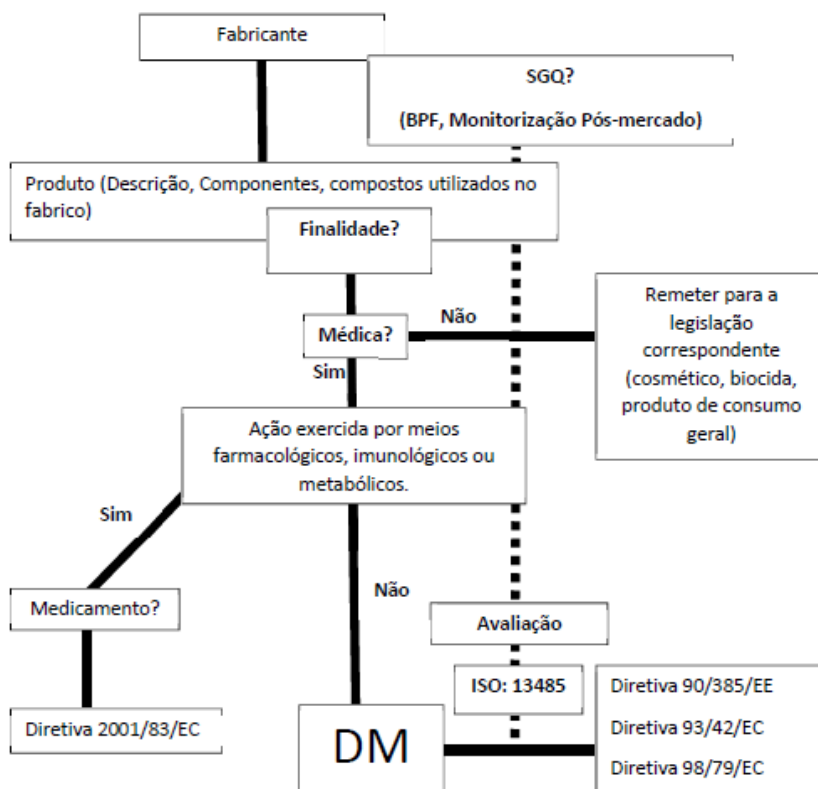 Fabricante
SGQ?
(BPF, Monitorização Pós-mercado)
Produto (Descrição, Componentes, compostos utilizados no
fabrico)
Finalidade?
Médica?
Não
Remeter para a
legislação
correspondente
(cosmético, biocida,
produto de consumo
geral)
Sim
Ação exercida por meios
farmacológicos, imunológicos ou
metabólicos.
Sim
Não
Medicamento?
Avaliação
ISO: 13485
Diretiva 2001/83/EC
DM
Diretiva 90/385/EE
Diretiva 93/42/EC
Diretiva 98/79/EC